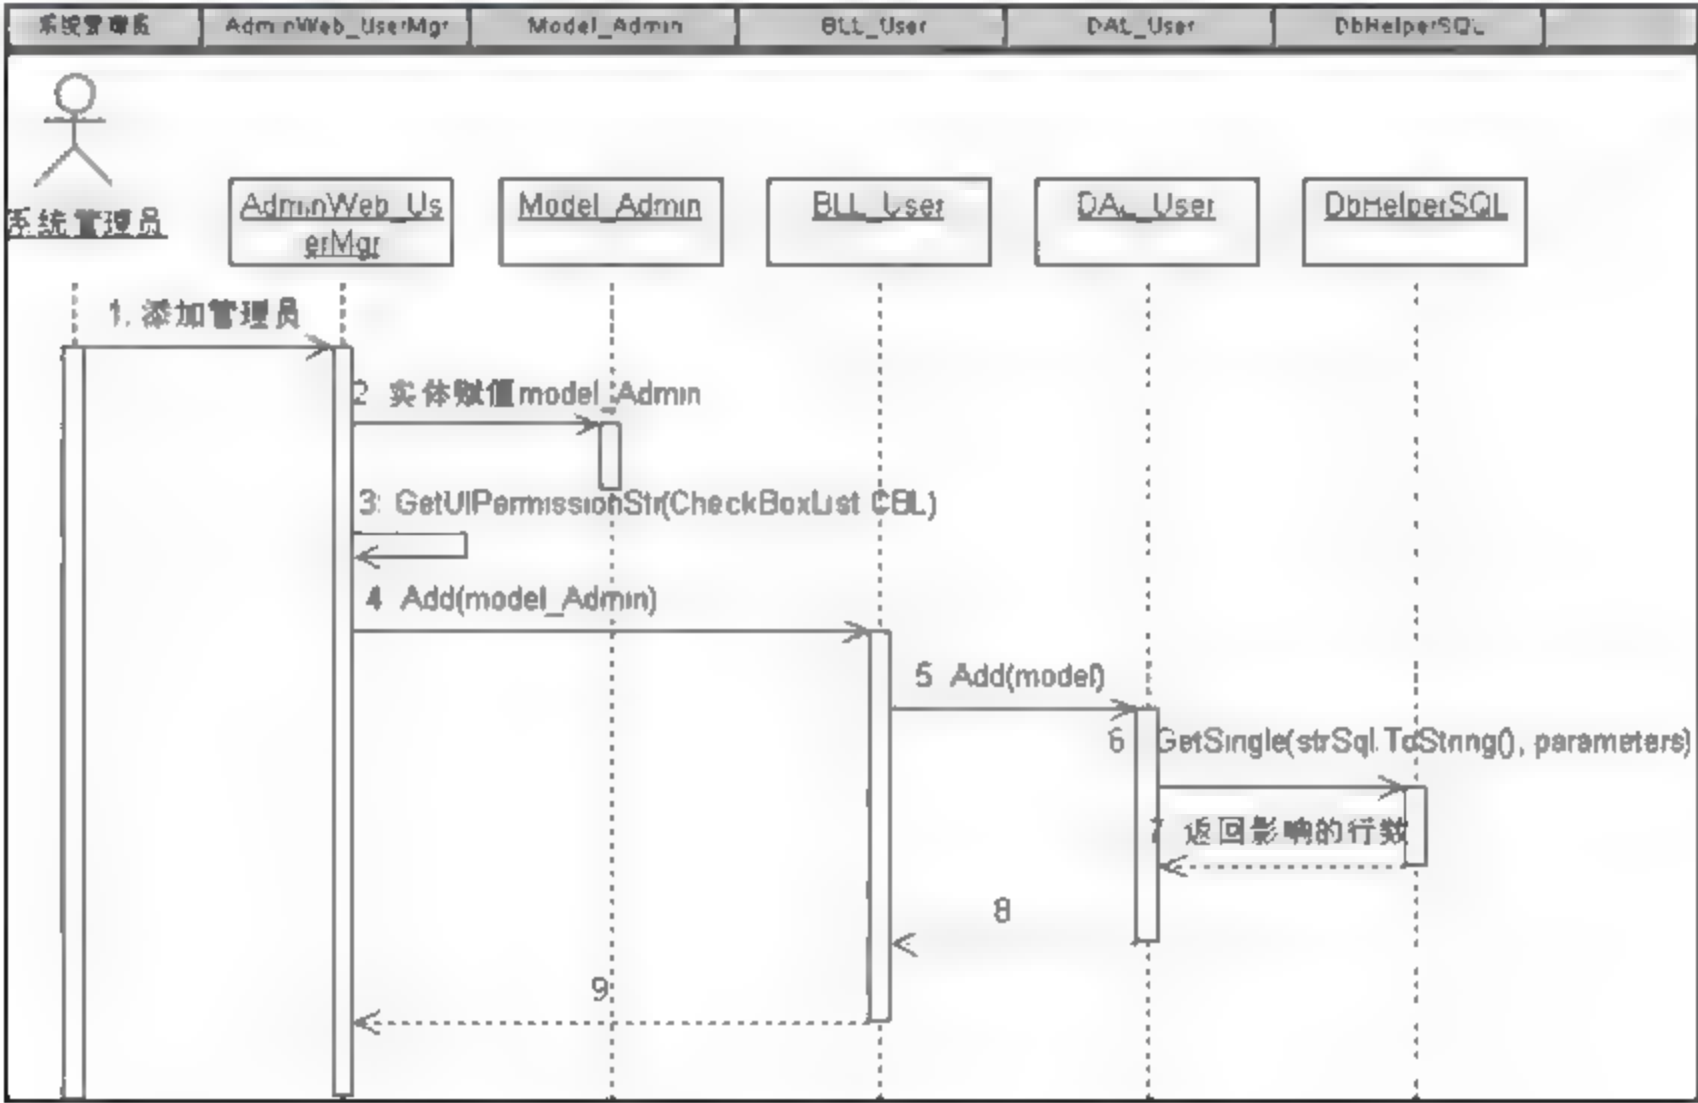 系统管理员 AdminWeb_UserMgr Model_Admin BLL_User DAL_User DbHelperSQL
系统管理员
AdminWeb_Us
erMgr
Model_Admin
BLL_User
DAL_User
DbHelperSQL
1. 添加管理员
2 实体赋值model_Admin
3: GetUIPermissionStr(CheckBoxList CBL)
4 Add(model_Admin)
5 Add(model)
6 GetSingle(strSql.ToString(), parameters)
7 返回影响的行数
8
9